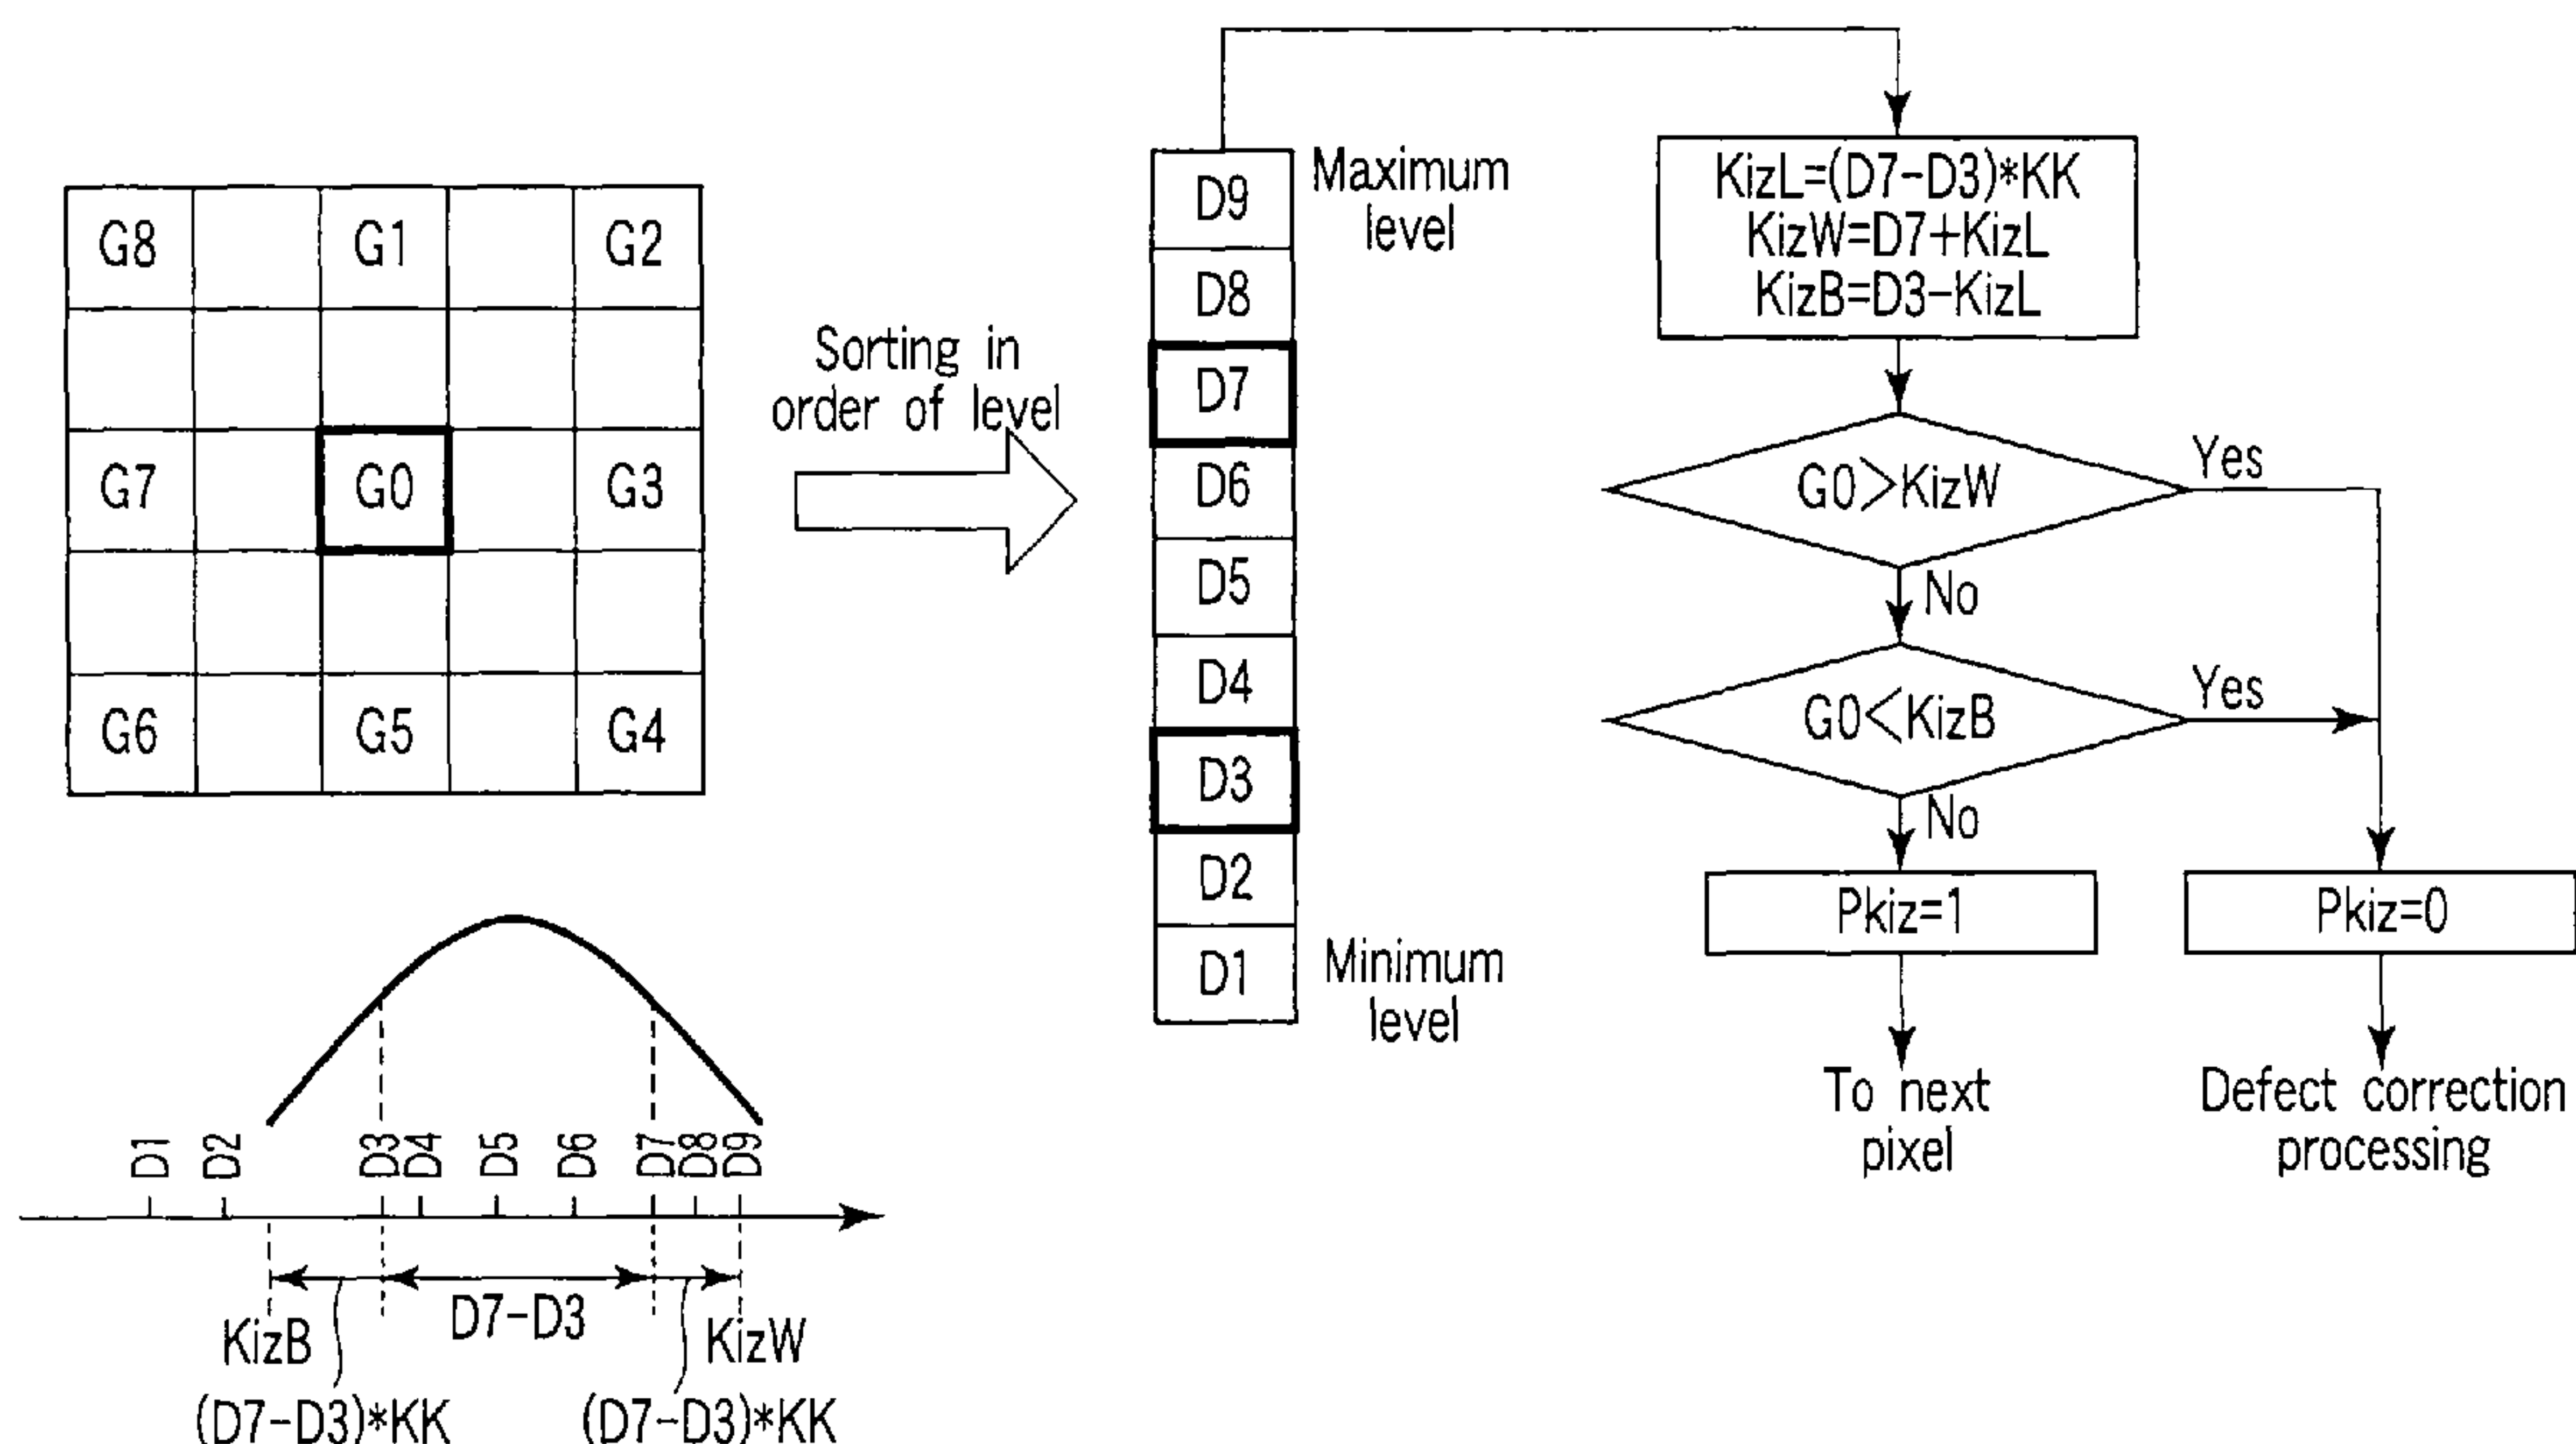 G8 G1 G2
G7 G0 G3
G6 G5 G4
Sorting in
order of level
D9
D8
D7
D6
D5
D4
D3
D2
D1
Maximum
level
Minimum
level
KizL=(D7-D3)*KK
KizW=D7+KizL
KizB=D3-KizL
G0>KizW
Yes
No
G0<KizB
Yes
No
Pkiz=1
Pkiz=0
To next
pixel
Defect correction
processing
D1 D2 D3 D4 D5 D6 D7 D8 D9
D7-D3
KizB
KizW
(D7-D3)*KK
(D7-D3)*KK